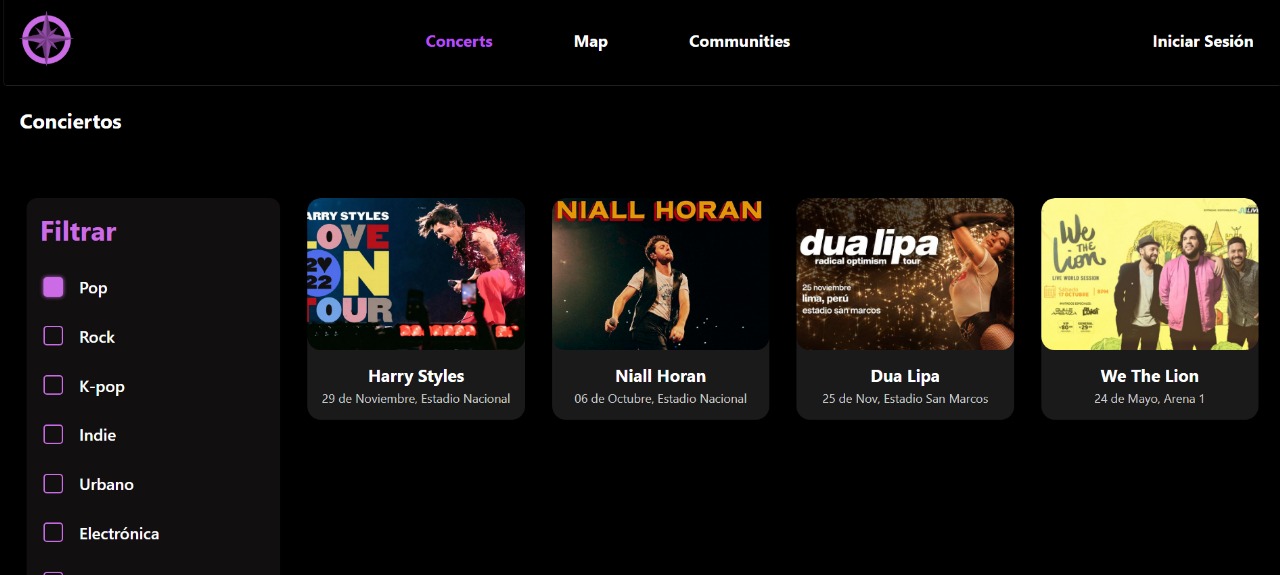 Concerts
Map
Communities
Iniciar Sesión
Conciertos
Filtrar
Pop
Rock
K-pop
Indie
Urbano
Electrónica
ARRY STYLES
LOVE
ON
TOUR
Harry Styles
29 de Noviembre, Estadio Nacional
NIALL HORAN
Niall Horan
06 de Octubre, Estadio Nacional
dua lipa
radical optimism tour
25 noviembre
lima, perú
estadio san marcos
Dua Lipa
25 de Nov, Estadio San Marcos
We
THE
Lion
LIVE WORLD SESSION
17 OCTUBRE
We The Lion
24 de Mayo, Arena 1